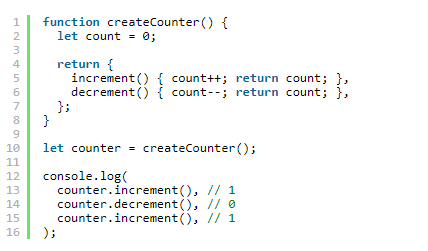 1 function createCounter() {
2   let count = 0;
3
4   return {
5     increment() { count++; return count; },
6     decrement() { count--; return count; },
7   };
8 }
9
10 let counter = createCounter();
11
12 console.log(
13   counter.increment(), // 1
14   counter.decrement(), // 0
15   counter.increment(), // 1
16 );